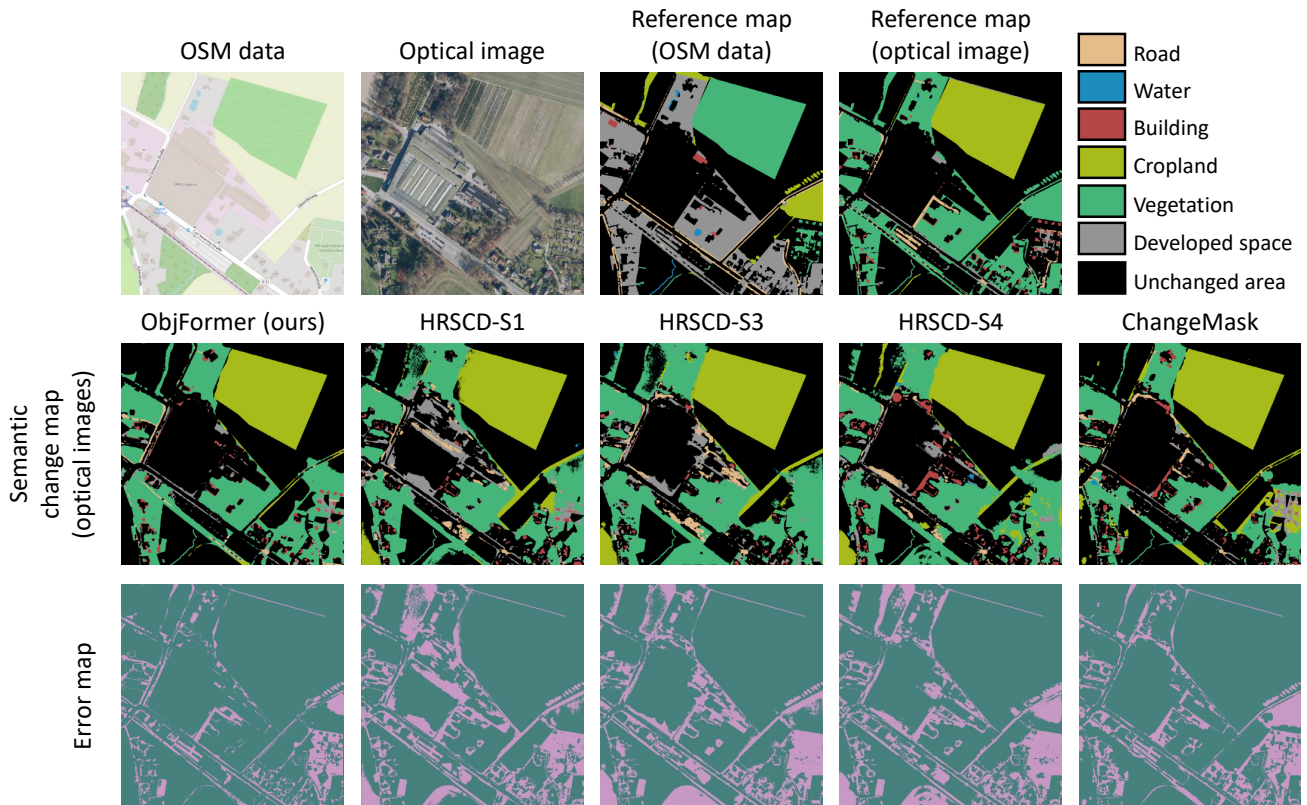 OSM data
Optical image
Reference map
(OSM data)
Reference map
(optical image)
Road
Water
Building
Cropland
Vegetation
Developed space
Unchanged area
Semantic
change map
(optical images)
ObjFormer (ours)
HRSCD-S1
HRSCD-S3
HRSCD-S4
ChangeMask
Error map